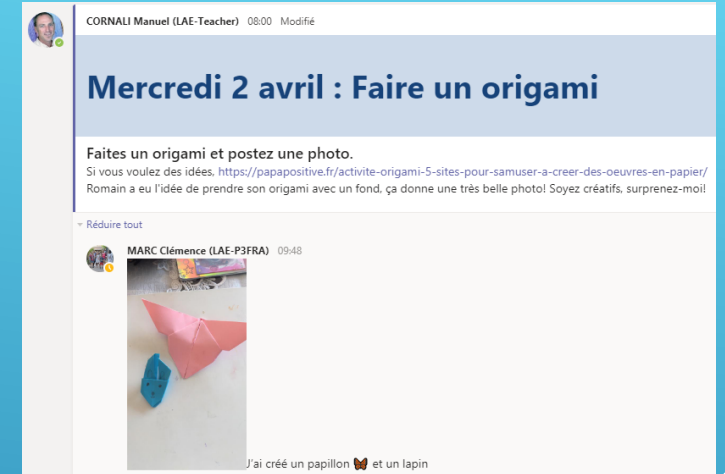 CORNALI Manuel (LAE-Teacher) 08:00 Modifié
Mercredi 2 avril : Faire un origami
Faites un origami et postez une photo.
Si vous voulez des idées, https://papapositive.fr/activite-origami-5-sites-pour-samuser-a-creer-des-oeuvres-en-papier/
Romain a eu l'idée de prendre son origami avec un fond, ça donne une très belle photo! Soyez créatifs, surprenez-moi!
Réduire tout
MARC Clémence (LAE-P3FRA) 09:48
J'ai créé un papillon 🦋 et un lapin